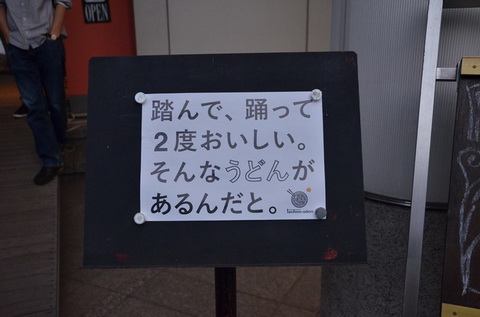 OPEN
踏んで、踊って
2度おいしい。
そんなうどんが
あるんだと。